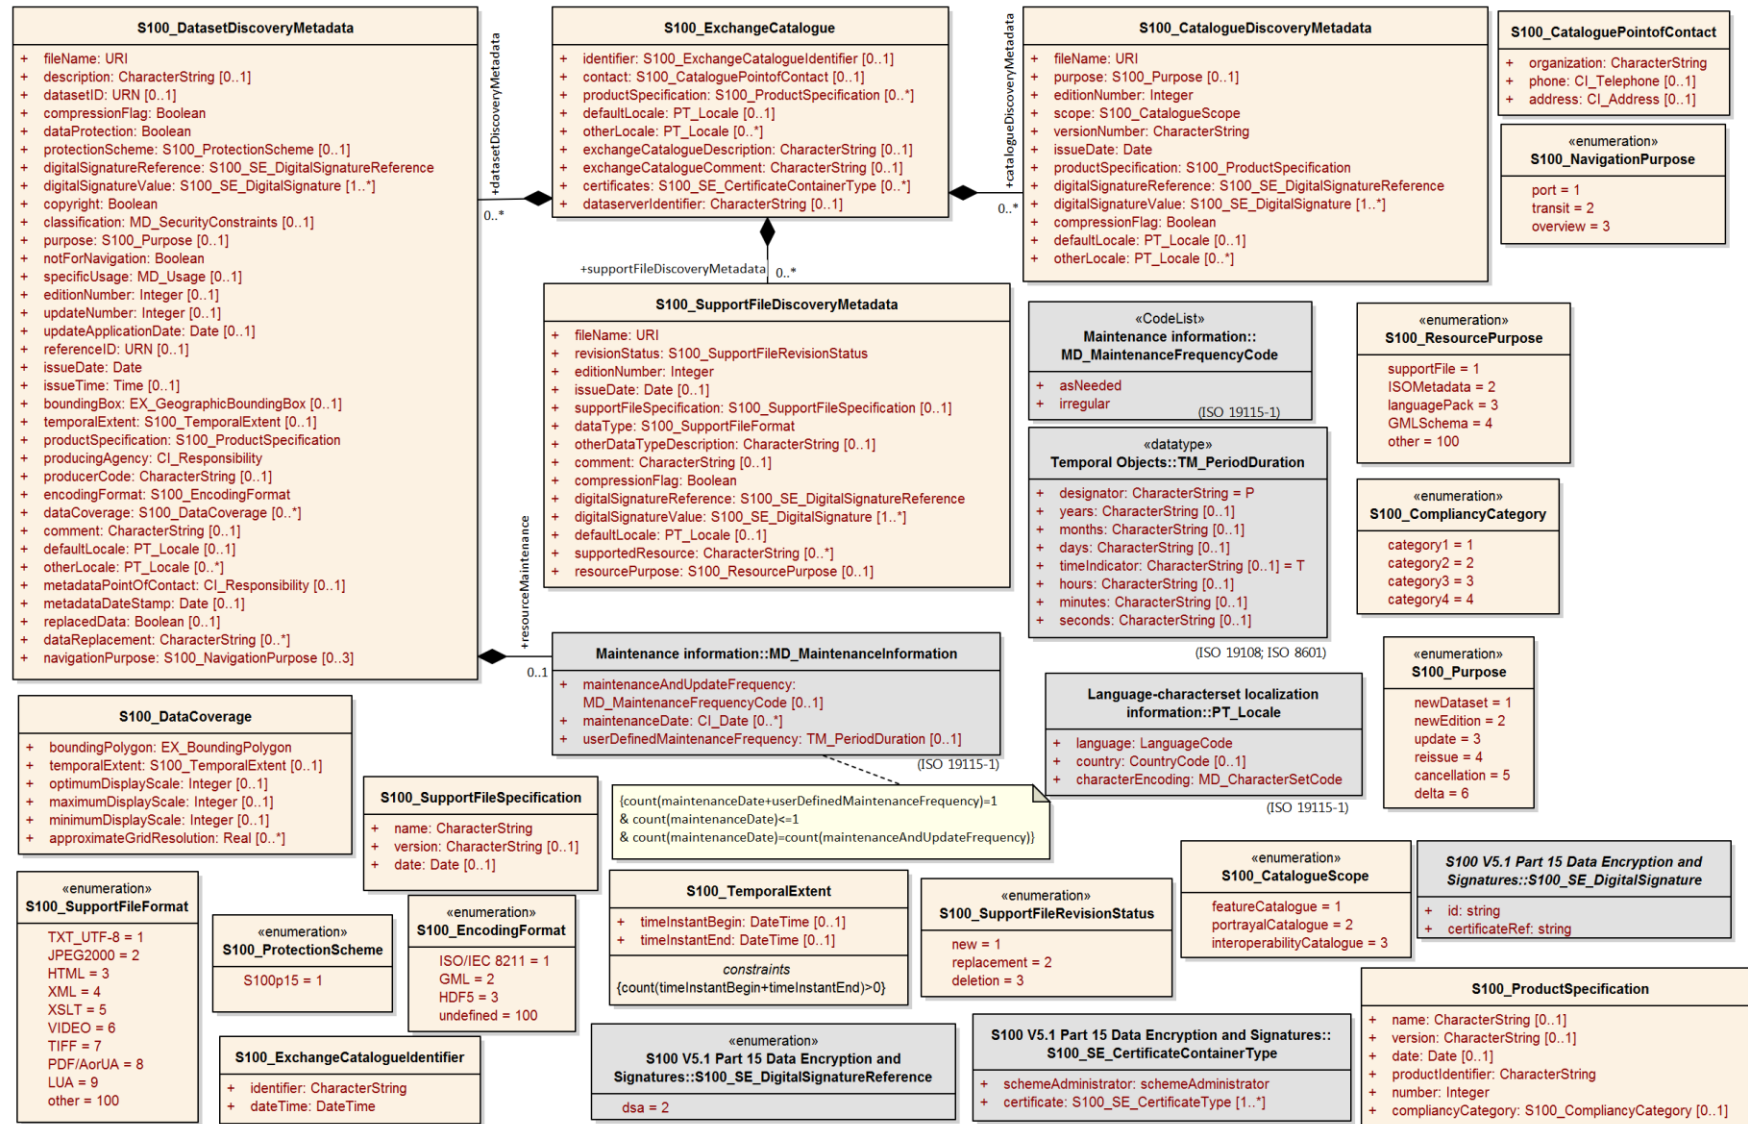 S100_DatasetDiscoveryMetadata
+ fileName: URI
+ description: CharacterString [0..1]
+ datasetID: URN [0..1]
+ compressionFlag: Boolean
+ dataProtection: Boolean
+ protectionScheme: S100_ProtectionScheme [0..1]
+ digitalSignatureReference: S100_SE_DigitalSignatureReference
+ digitalSignatureValue: S100_SE_DigitalSignature [1..*]
+ copyright: Boolean
+ classification: MD_SecurityConstraints [0..1]
+ purpose: S100_Purpose [0..1]
+ notForNavigation: Boolean
+ specificUsage: MD_Usage [0..1]
+ editionNumber: Integer [0..1]
+ updateNumber: Integer [0..1]
+ updateApplicationDate: Date [0..1]
+ referenceID: URN [0..1]
+ issueDate: Date
+ issueTime: Time [0..1]
+ boundingBox: EX_GeographicBoundingBox [0..1]
+ temporalExtent: S100_TemporalExtent [0..1]
+ productSpecification: S100_ProductSpecification
+ producingAgency: CI_Responsibility
+ producerCode: CharacterString [0..1]
+ encodingFormat: S100_EncodingFormat
+ dataCoverage: S100_DataCoverage [0..*]
+ comment: CharacterString [0..1]
+ defaultLocale: PT_Locale [0..1]
+ otherLocale: PT_Locale [0..*]
+ metadataPointOfContact: CI_Responsibility [0..1]
+ metadataDateStamp: Date [0..1]
+ replacedData: Boolean [0..1]
+ dataReplacement: CharacterString [0..*]
+ navigationPurpose: S100_NavigationPurpose [0..3]
+datasetDiscoveryMetadata
0..*
S100_ExchangeCatalogue
+ identifier: S100_ExchangeCatalogueIdentifier [0..1]
+ contact: S100_CataloguePointofContact [0..1]
+ productSpecification: S100_ProductSpecification [0..*]
+ defaultLocale: PT_Locale [0..1]
+ otherLocale: PT_Locale [0..*]
+ exchangeCatalogueDescription: CharacterString [0..1]
+ exchangeCatalogueComment: CharacterString [0..1]
+ certificates: S100_SE_CertificateContainerType [0..*]
+ dataserverIdentifier: CharacterString [0..1]
+catalogueDiscoveryMetadata
0..*
S100_CatalogueDiscoveryMetadata
+ fileName: URI
+ purpose: S100_Purpose [0..1]
+ editionNumber: Integer
+ scope: S100_CatalogueScope
+ versionNumber: CharacterString
+ issueDate: Date
+ productSpecification: S100_ProductSpecification
+ digitalSignatureReference: S100_SE_DigitalSignatureReference
+ digitalSignatureValue: S100_SE_DigitalSignature [1..*]
+ compressionFlag: Boolean
+ defaultLocale: PT_Locale [0..1]
+ otherLocale: PT_Locale [0..*]
S100_CataloguePointofContact
+ organization: CharacterString
+ phone: CI_Telephone [0..1]
+ address: CI_Address [0..1]
«enumeration»
S100_NavigationPurpose
port = 1
transit = 2
overview = 3
+supportFileDiscoveryMetadata
0..*
S100_SupportFileDiscoveryMetadata
+ fileName: URI
+ revisionStatus: S100_SupportFileRevisionStatus
+ editionNumber: Integer
+ issueDate: Date [0..1]
+ supportFileSpecification: S100_SupportFileSpecification [0..1]
+ dataType: S100_SupportFileFormat
+ otherDataTypeDescription: CharacterString [0..1]
+ comment: CharacterString [0..1]
+ compressionFlag: Boolean
+ digitalSignatureReference: S100_SE_DigitalSignatureReference
+ digitalSignatureValue: S100_SE_DigitalSignature [1..*]
+ defaultLocale: PT_Locale [0..1]
+ supportedResource: CharacterString [0..*]
+ resourcePurpose: S100_ResourcePurpose [0..1]
«CodeList»
Maintenance information::
MD_MaintenanceFrequencyCode
+ asNeeded
+ irregular
(ISO 19115-1)
«enumeration»
S100_ResourcePurpose
supportFile = 1
ISOMetadata = 2
languagePack = 3
GMLSchema = 4
other = 100
«datatype»
Temporal Objects::TM_PeriodDuration
+ designator: CharacterString = P
+ years: CharacterString [0..1]
+ months: CharacterString [0..1]
+ days: CharacterString [0..1]
+ timeIndicator: CharacterString [0..1] = T
+ hours: CharacterString [0..1]
+ minutes: CharacterString [0..1]
+ seconds: CharacterString [0..1]
(ISO 19108; ISO 8601)
«enumeration»
S100_CompliancyCategory
category1 = 1
category2 = 2
category3 = 3
category4 = 4
+resourceMaintenance
0..1
Maintenance information::MD_MaintenanceInformation
+ maintenanceAndUpdateFrequency:
MD_MaintenanceFrequencyCode [0..1]
+ maintenanceDate: CI_Date [0..*]
+ userDefinedMaintenanceFrequency: TM_PeriodDuration [0..1]
(ISO 19115-1)
{count(maintenanceDate+userDefinedMaintenanceFrequency)=1
& count(maintenanceDate)<=1
& count(maintenanceDate)=count(maintenanceAndUpdateFrequency)}
Language-characterset localization
information::PT_Locale
+ language: LanguageCode
+ country: CountryCode [0..1]
+ characterEncoding: MD_CharacterSetCode
(ISO 19115-1)
«enumeration»
S100_Purpose
newDataset = 1
newEdition = 2
update = 3
reissue = 4
cancellation = 5
delta = 6
S100_DataCoverage
+ boundingPolygon: EX_BoundingPolygon
+ temporalExtent: S100_TemporalExtent [0..1]
+ optimumDisplayScale: Integer [0..1]
+ maximumDisplayScale: Integer [0..1]
+ minimumDisplayScale: Integer [0..1]
+ approximateGridResolution: Real [0..*]
S100_SupportFileSpecification
+ name: CharacterString
+ version: CharacterString [0..1]
+ date: Date [0..1]
«enumeration»
S100_SupportFileFormat
TXT_UTF-8 = 1
JPEG2000 = 2
HTML = 3
XML = 4
XSLT = 5
VIDEO = 6
TIFF = 7
PDF/AorUA = 8
LUA = 9
other = 100
«enumeration»
S100_ProtectionScheme
S100p15 = 1
«enumeration»
S100_EncodingFormat
ISO/IEC 8211 = 1
GML = 2
HDF5 = 3
undefined = 100
S100_ExchangeCatalogueIdentifier
+ identifier: CharacterString
+ dateTime: DateTime
S100_TemporalExtent
+ timeInstantBegin: DateTime [0..1]
+ timeInstantEnd: DateTime [0..1]
constraints
{count(timeInstantBegin+timeInstantEnd)>0}
«enumeration»
S100_SupportFileRevisionStatus
new = 1
replacement = 2
deletion = 3
«enumeration»
S100_CatalogueScope
featureCatalogue = 1
portrayalCatalogue = 2
interoperabilityCatalogue = 3
S100 V5.1 Part 15 Data Encryption and
Signatures::S100_SE_DigitalSignature
+ id: string
+ certificateRef: string
«enumeration»
S100 V5.1 Part 15 Data Encryption and
Signatures::S100_SE_DigitalSignatureReference
dsa = 2
S100 V5.1 Part 15 Data Encryption and Signatures::
S100_SE_CertificateContainerType
+ schemeAdministrator: schemeAdministrator
+ certificate: S100_SE_CertificateType [1..*]
S100_ProductSpecification
+ name: CharacterString [0..1]
+ version: CharacterString [0..1]
+ date: Date [0..1]
+ productIdentifier: CharacterString
+ number: Integer
+ compliancyCategory: S100_CompliancyCategory [0..1]